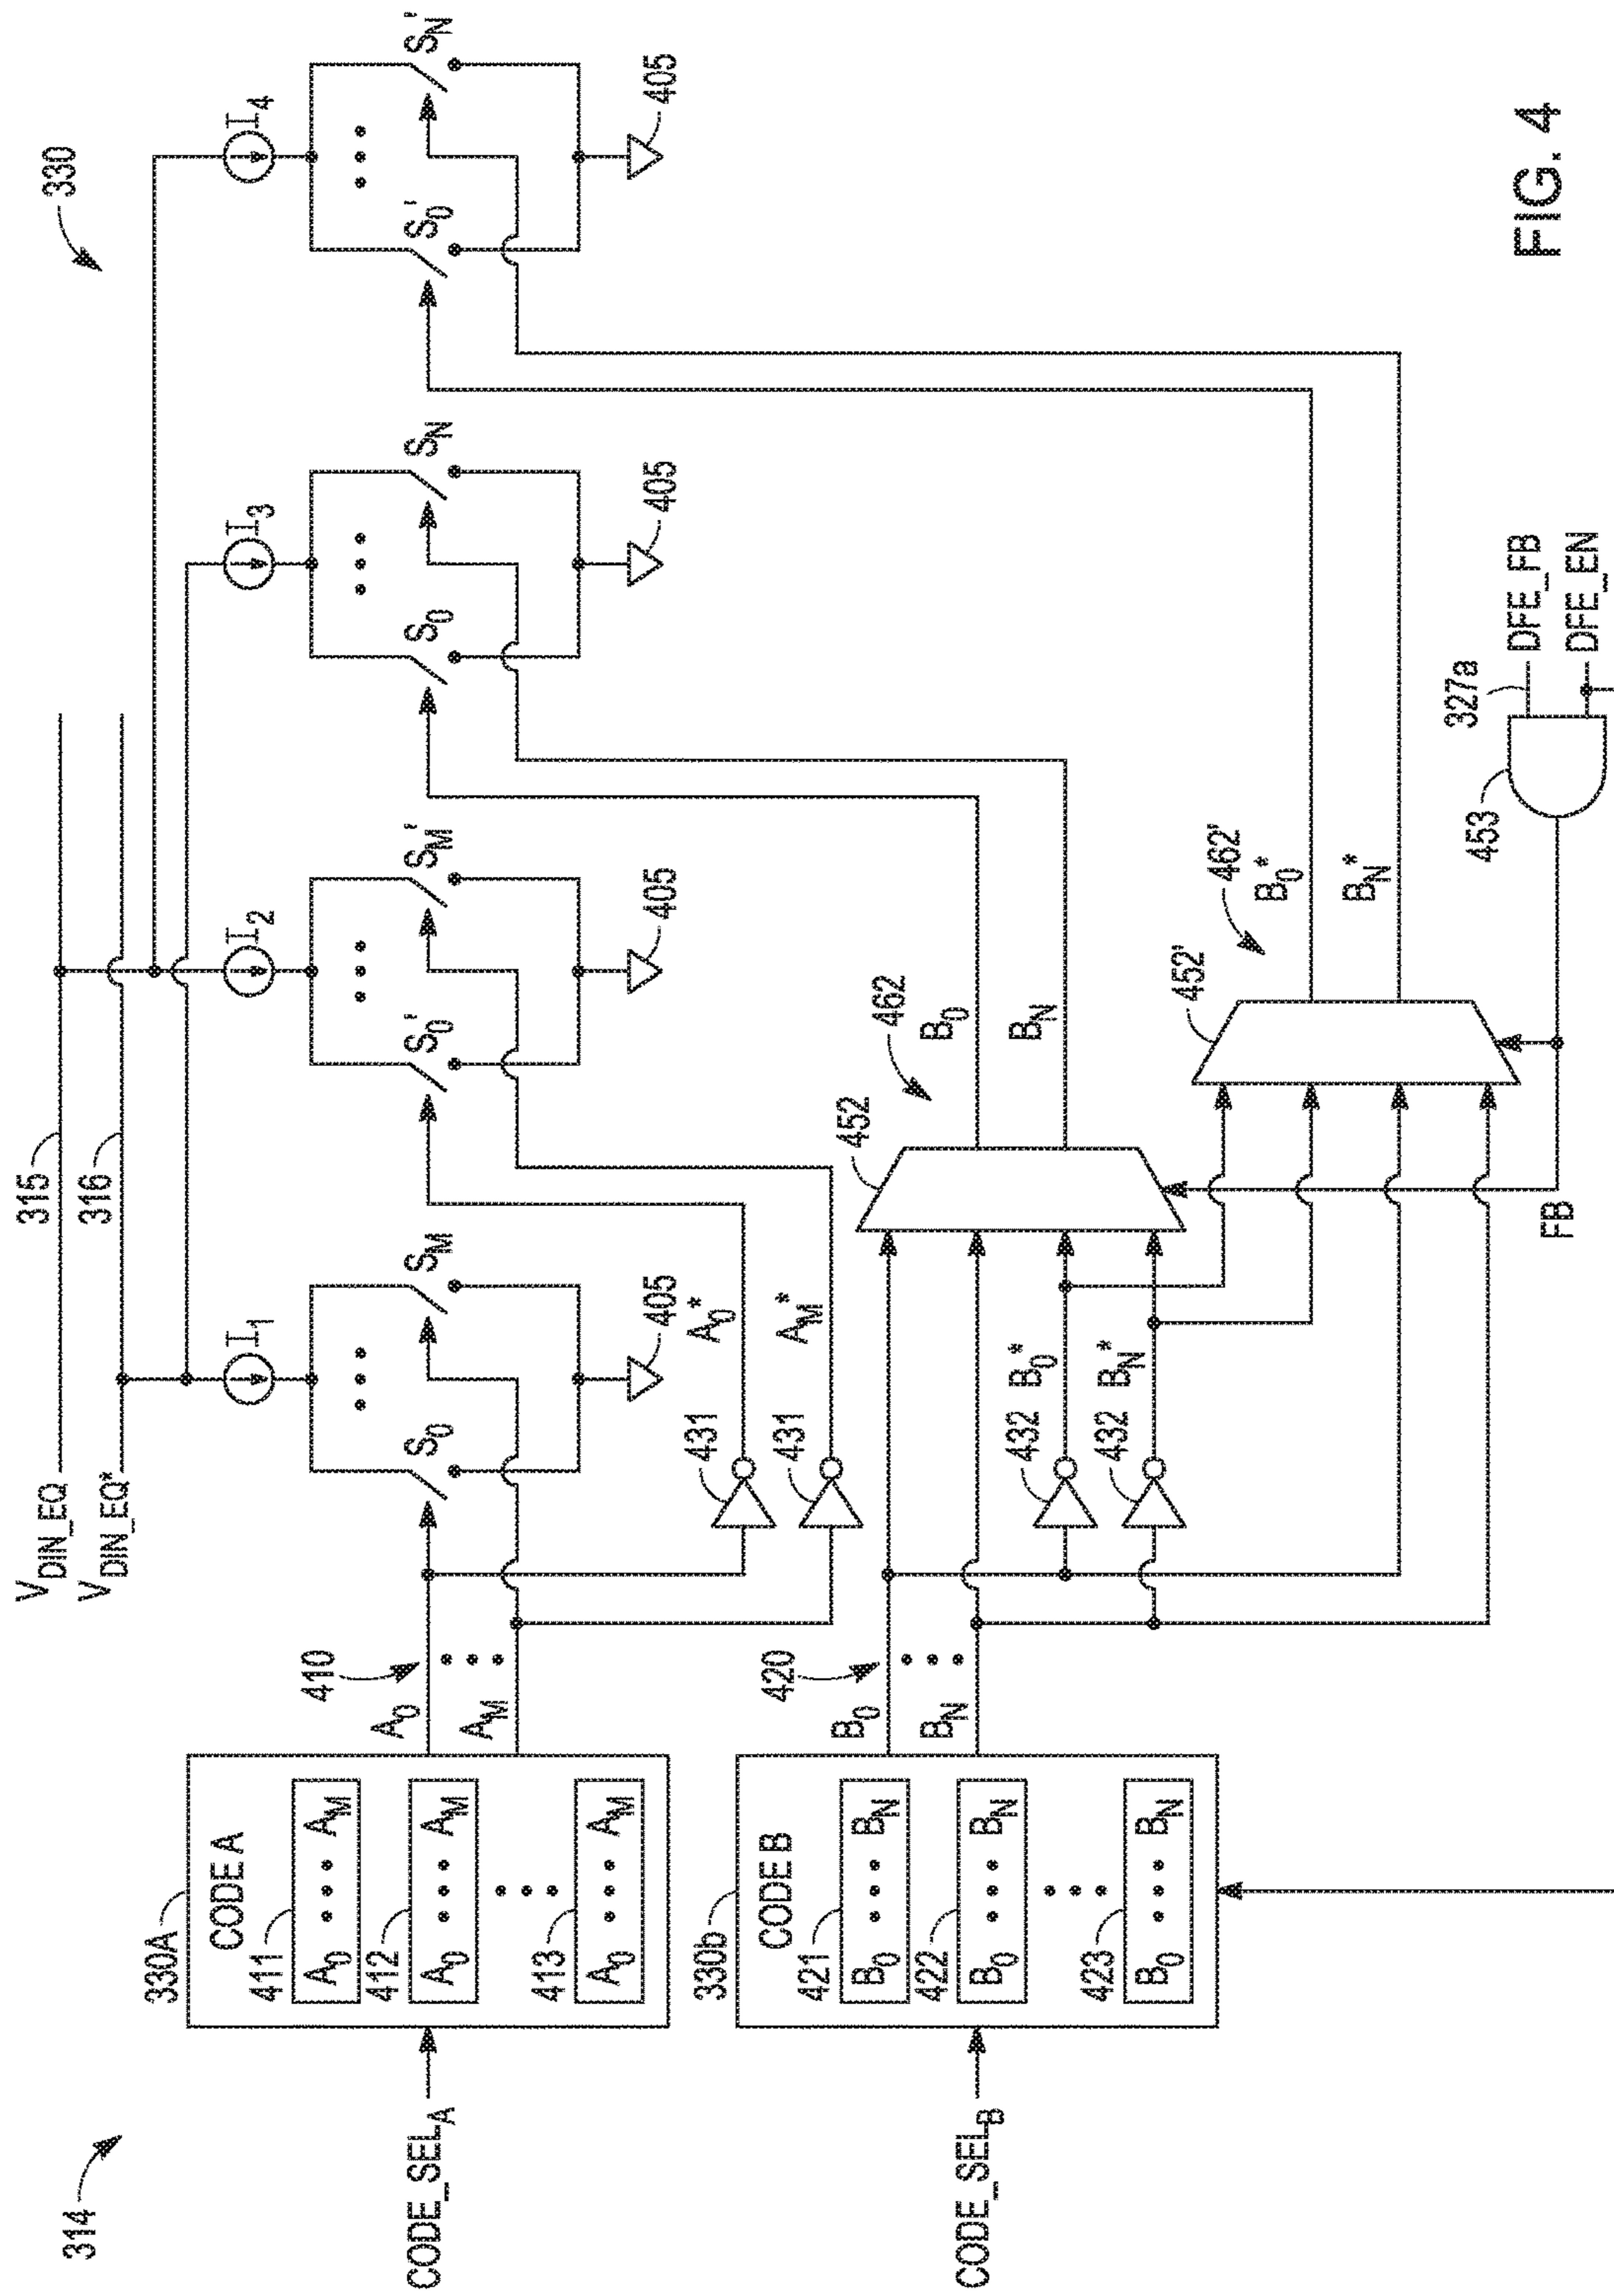 314
330
V_DIN_EQ
V_DIN_EQ*
315
316
I_1
I_2
I_3
I_4
S_0
S_M
S_0'
S_M'
S_0
S_N
S_0'
S_N'
405
405
405
405
CODE_SEL_A
330A
CODE A
411
A_0 ••• A_M
412
A_0 ••• A_M
•••
413
A_0 ••• A_M
410
A_0
•••
A_M
431
A_0*
431
A_M*
CODE_SEL_B
330b
CODE B
421
B_0 ••• B_N
422
B_0 ••• B_N
•••
423
B_0 ••• B_N
420
B_0
•••
B_N
432
B_0*
432
B_N*
452
462
B_0
B_N
452'
462'
B_0*
B_N*
FB
453
327a
DFE_FB
DFE_EN
FIG. 4